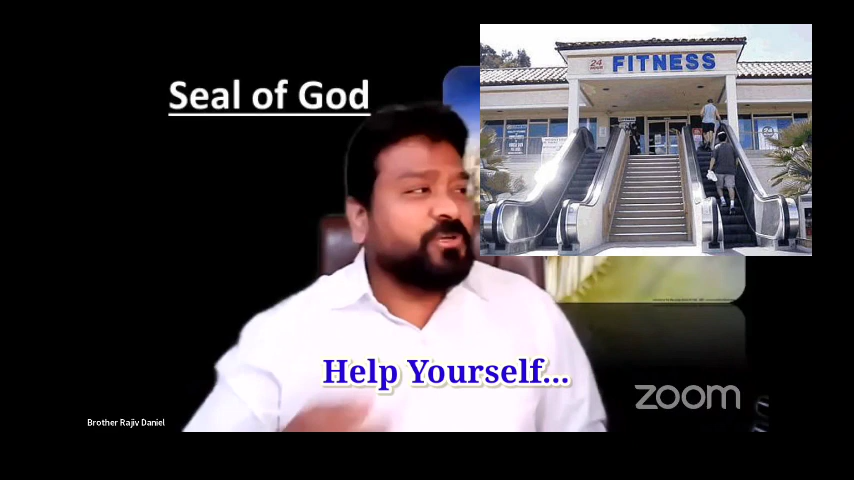 Seal of God
24
FITNESS
Help Yourself...
zoom
Brother Rajiv Daniel